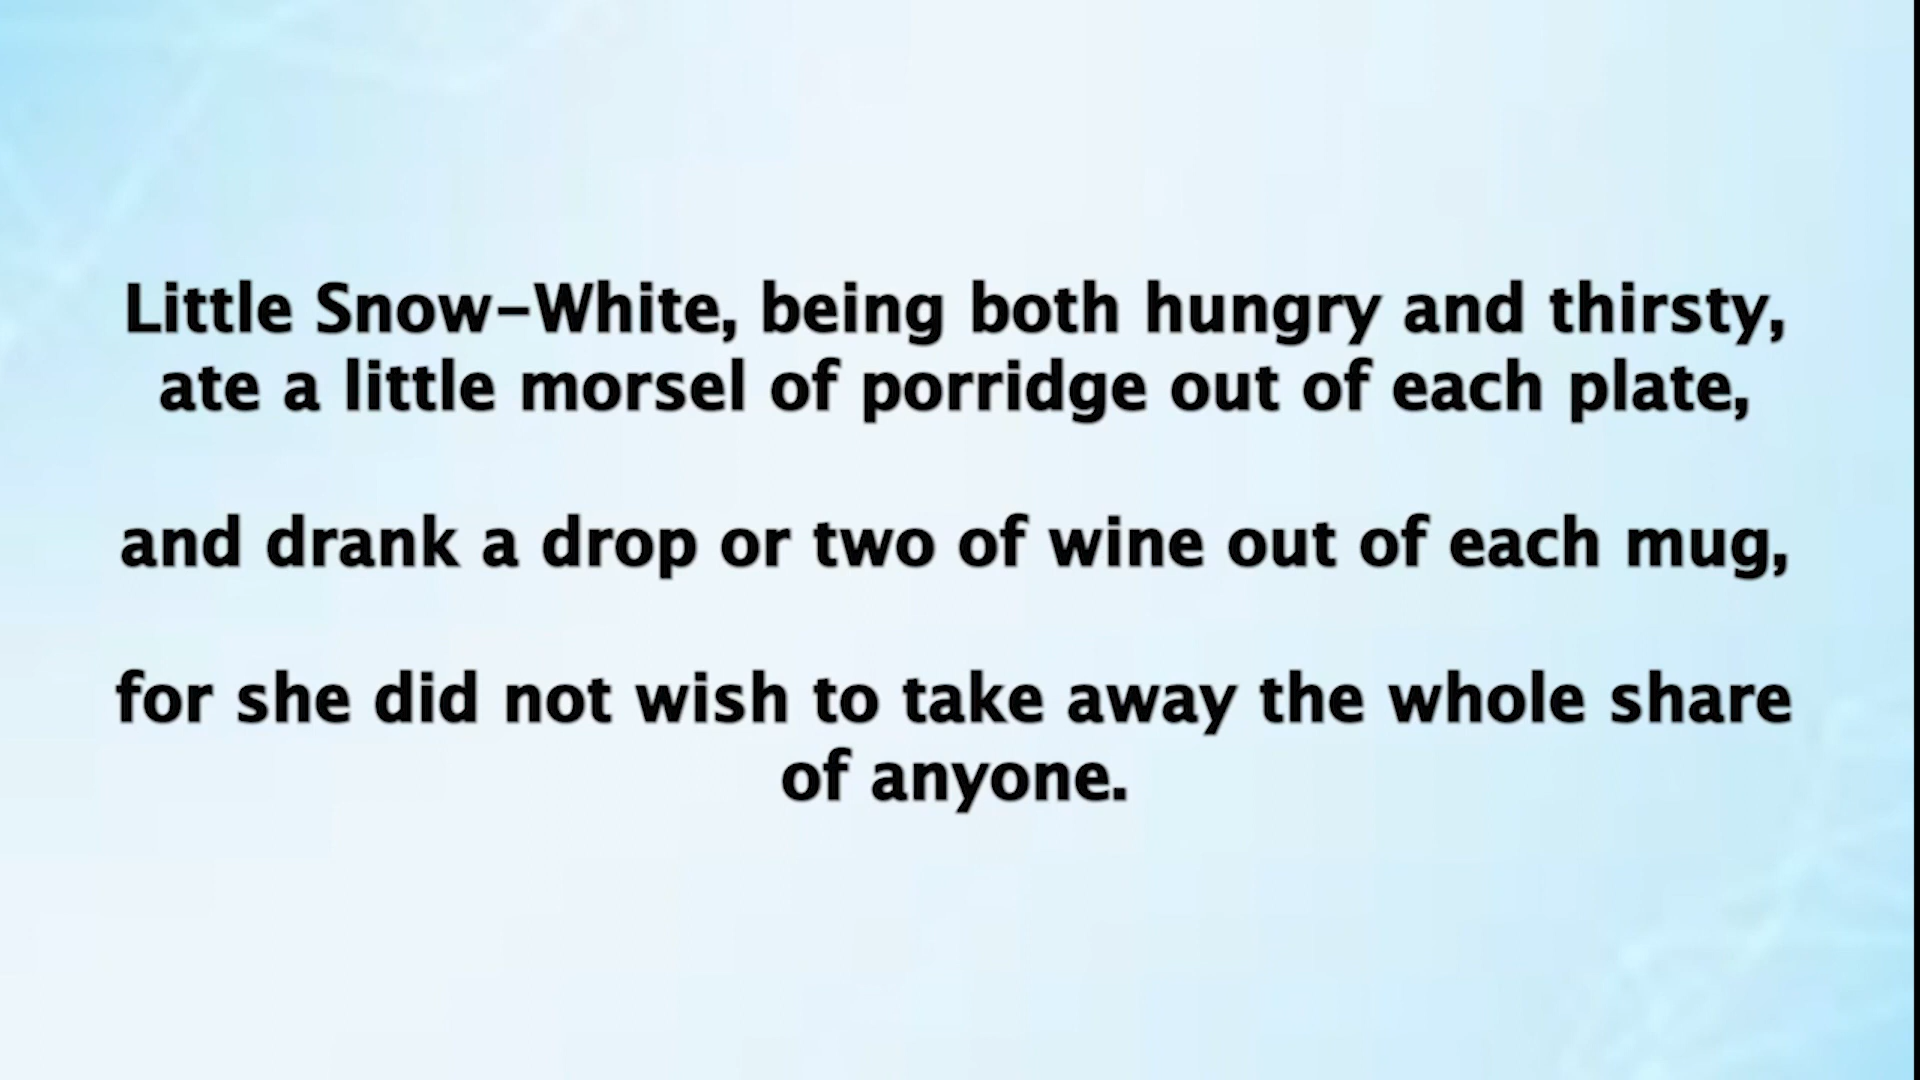 Little Snow-White, being both hungry and thirsty,
ate a little morsel of porridge out of each plate,
and drank a drop or two of wine out of each mug,
for she did not wish to take away the whole share
of anyone.